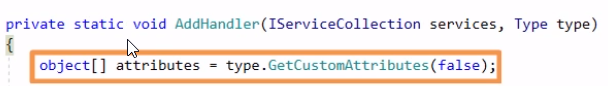 private static void AddHandler(IServiceCollection services, Type type)
{
object[] attributes = type.GetCustomAttributes(false);